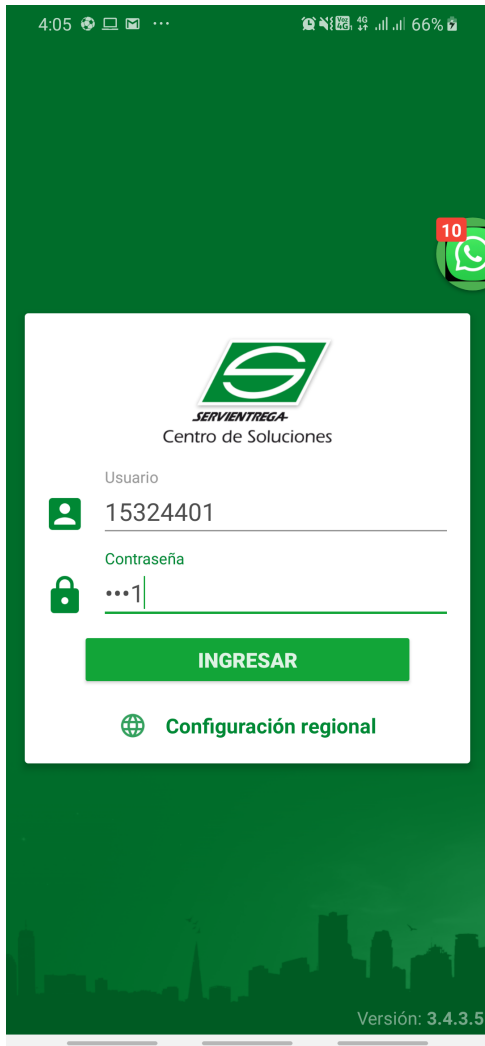 4:05 66%
10
SERVIENTREGA
Centro de Soluciones
Usuario
15324401
Contraseña
•••1
INGRESAR
Configuración regional
Versión: 3.4.3.5